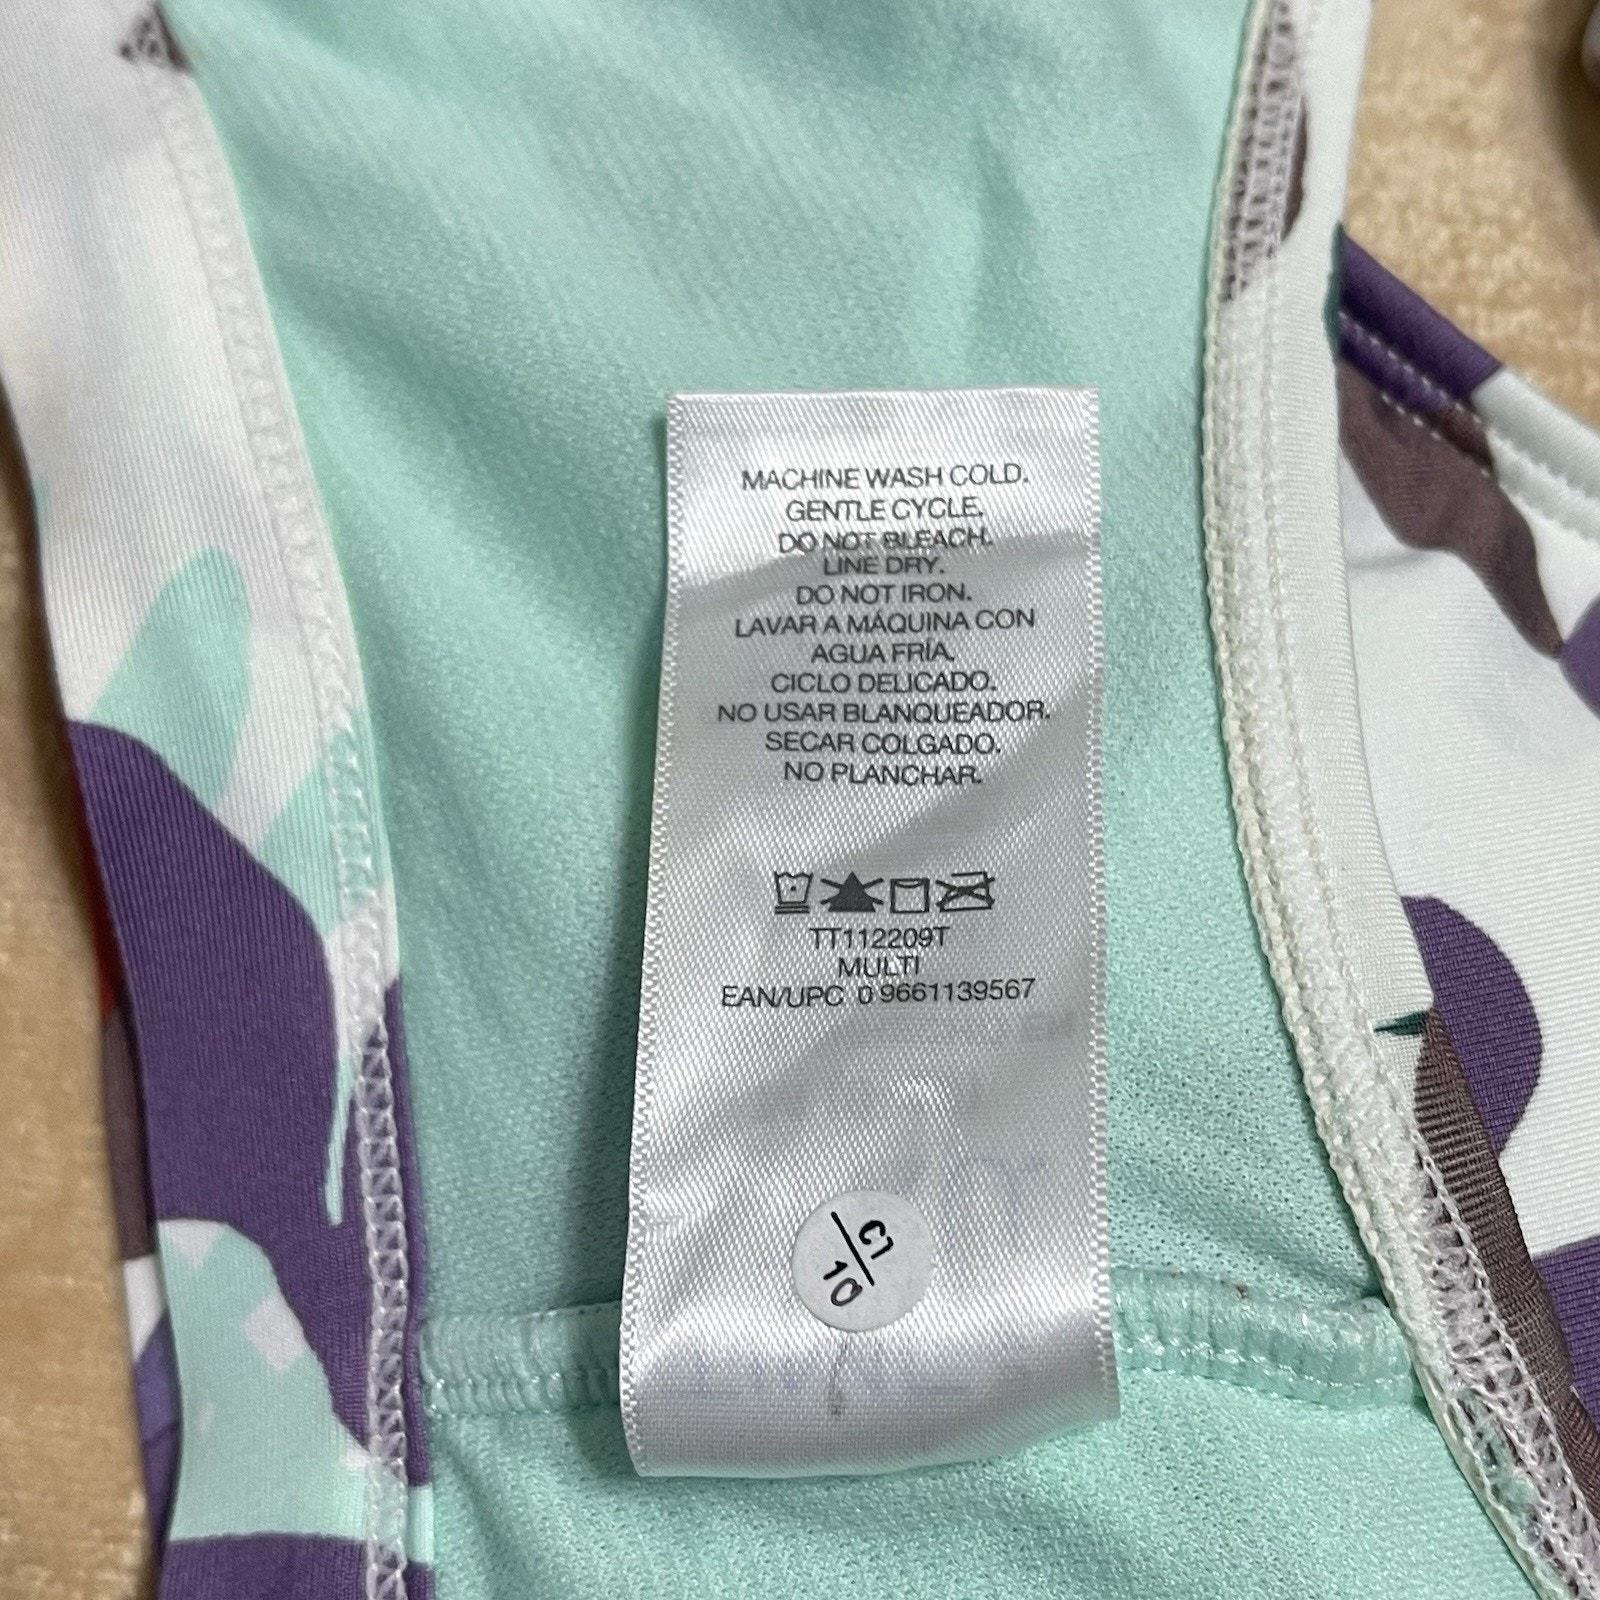 MACHINE WASH COLD.
GENTLE CYCLE.
DO NOT BLEACH.
LINE DRY.
DO NOT IRON.
LAVAR A MÁQUINA CON
AGUA FRÍA.
CICLO DELICADO.
NO USAR BLANQUEADOR.
SECAR COLGADO.
NO PLANCHAR.
TT112209T
MULTI
EAN/UPC 0 9661139567
C1
10